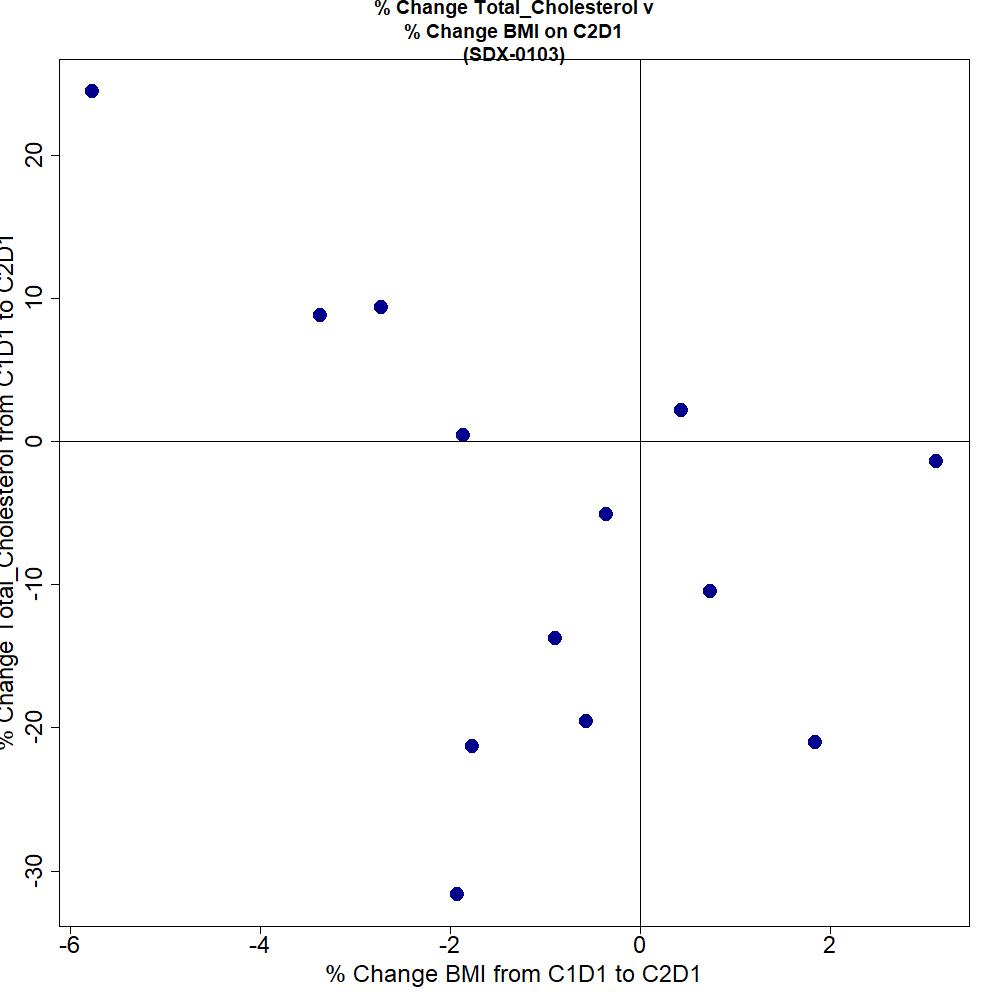 % Change Total_Cholesterol v
% Change BMI on C2D1
(SDX-0103)
% Change Total_Cholesterol from C1D1 to C2D1
20
10
0
-10
-20
-30
-6
-4
-2
0
2
% Change BMI from C1D1 to C2D1